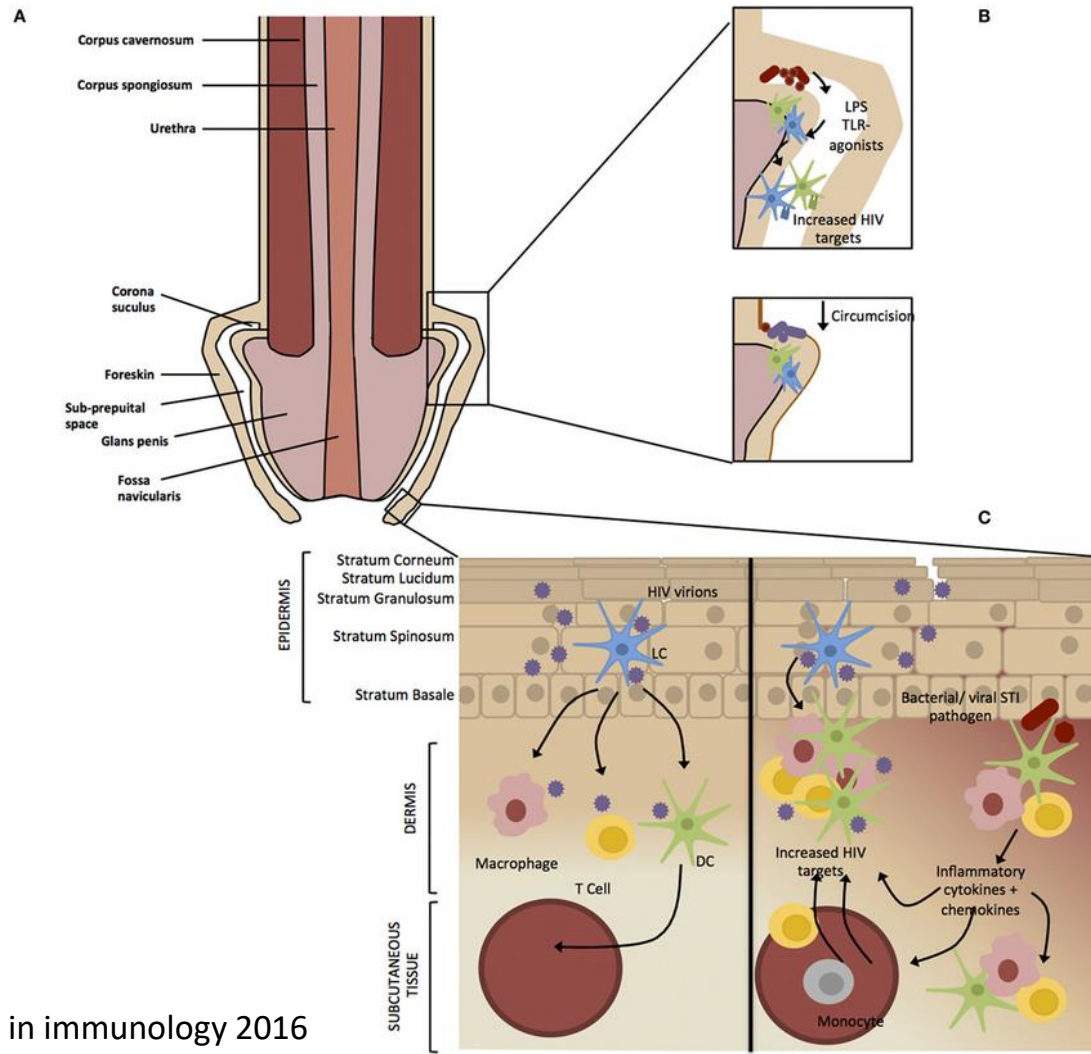 A
Corpus cavernosum
Corpus spongiosum
Urethra
Corona
suculus
Foreskin
Sub-prepuital
space
Glans penis
Fossa
navicularis
B
LPS
TLR-
agonists
Increased HIV
targets
Circumcision
C
EPIDERMIS
Stratum Corneum
Stratum Lucidum
Stratum Granulosum
Stratum Spinosum
Stratum Basale
DERMIS
SUBCUTANEOUS
TISSUE
HIV virions
LC
Macrophage
T Cell
DC
Bacterial/ viral STI
pathogen
Increased HIV
targets
Inflammatory
cytokines +
chemokines
Monocyte
in immunology 2016